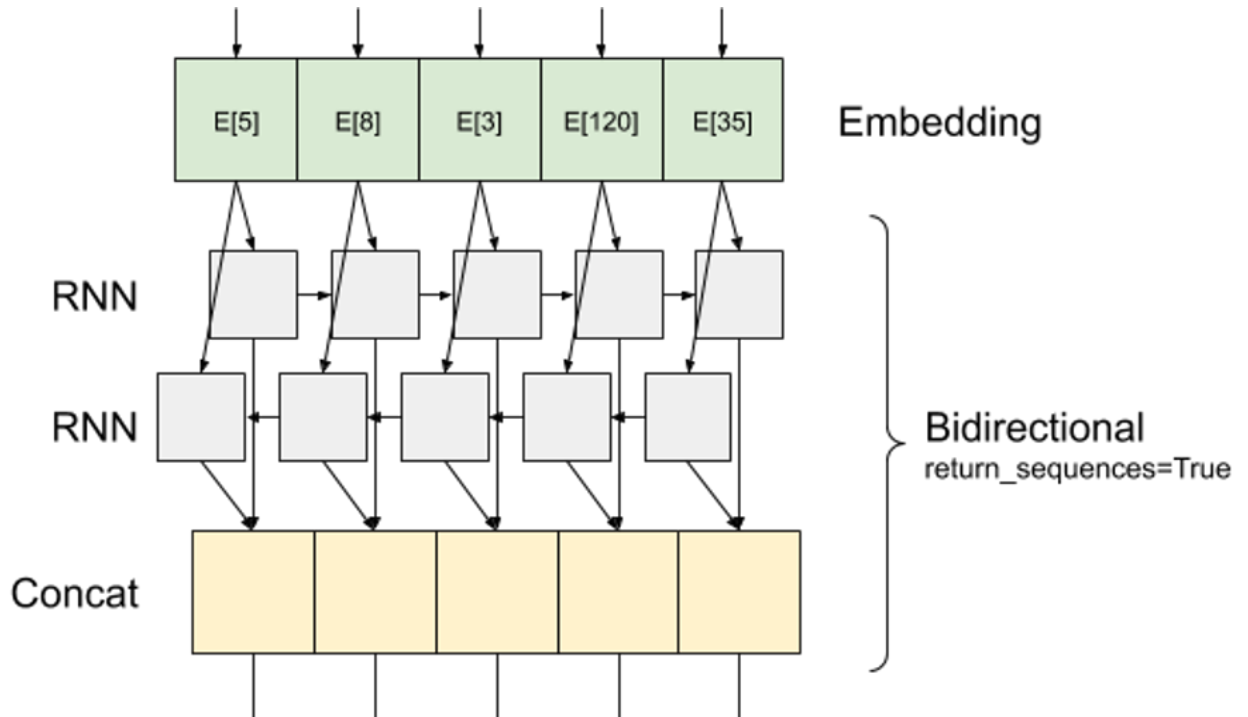 E[5]
E[8]
E[3]
E[120]
E[35]
Embedding
RNN
RNN
Bidirectional
return_sequences=True
Concat